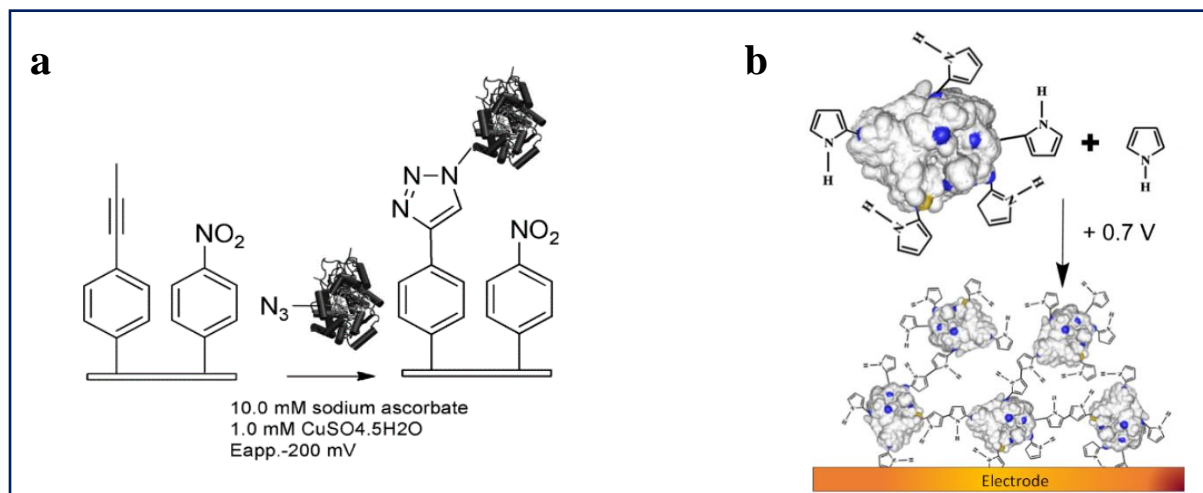 a
NO₂
N₃
10.0 mM sodium ascorbate
1.0 mM CuSO4.5H2O
Eapp.-200 mV
N
N
N
NO₂
b
H
N
N
H
H
N
N
H
N
H
+
N
H
+ 0.7 V
Electrode